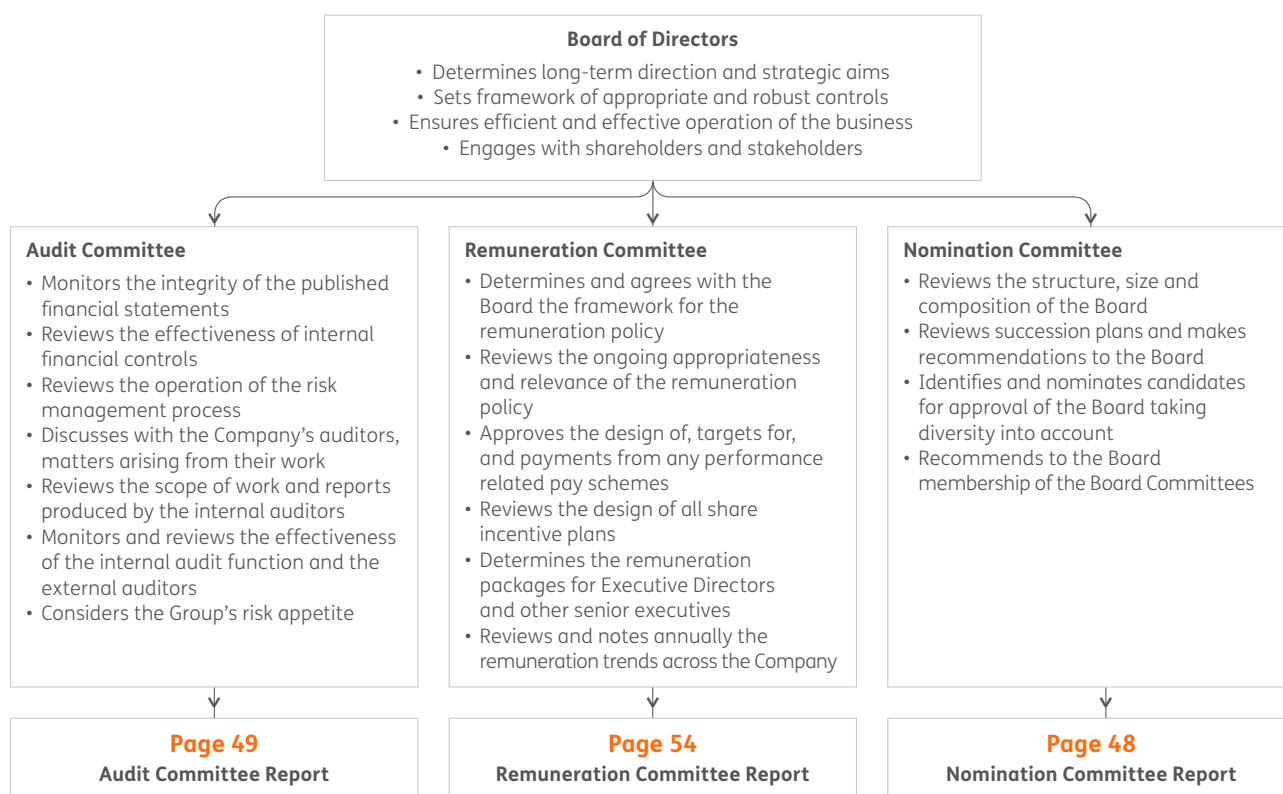 Board of Directors
• Determines long-term direction and strategic aims
• Sets framework of appropriate and robust controls
• Ensures efficient and effective operation of the business
• Engages with shareholders and stakeholders
Audit Committee
• Monitors the integrity of the published
financial statements
• Reviews the effectiveness of internal
financial controls
• Reviews the operation of the risk
management process
• Discusses with the Company’s auditors,
matters arising from their work
• Reviews the scope of work and reports
produced by the internal auditors
• Monitors and reviews the effectiveness
of the internal audit function and the
external auditors
• Considers the Group’s risk appetite
Remuneration Committee
• Determines and agrees with the
Board the framework for the
remuneration policy
• Reviews the ongoing appropriateness
and relevance of the remuneration
policy
• Approves the design of, targets for,
and payments from any performance
related pay schemes
• Reviews the design of all share
incentive plans
• Determines the remuneration
packages for Executive Directors
and other senior executives
• Reviews and notes annually the
remuneration trends across the Company
Nomination Committee
• Reviews the structure, size and
composition of the Board
• Reviews succession plans and makes
recommendations to the Board
• Identifies and nominates candidates
for approval of the Board taking
diversity into account
• Recommends to the Board
membership of the Board Committees
Page 49
Audit Committee Report
Page 54
Remuneration Committee Report
Page 48
Nomination Committee Report